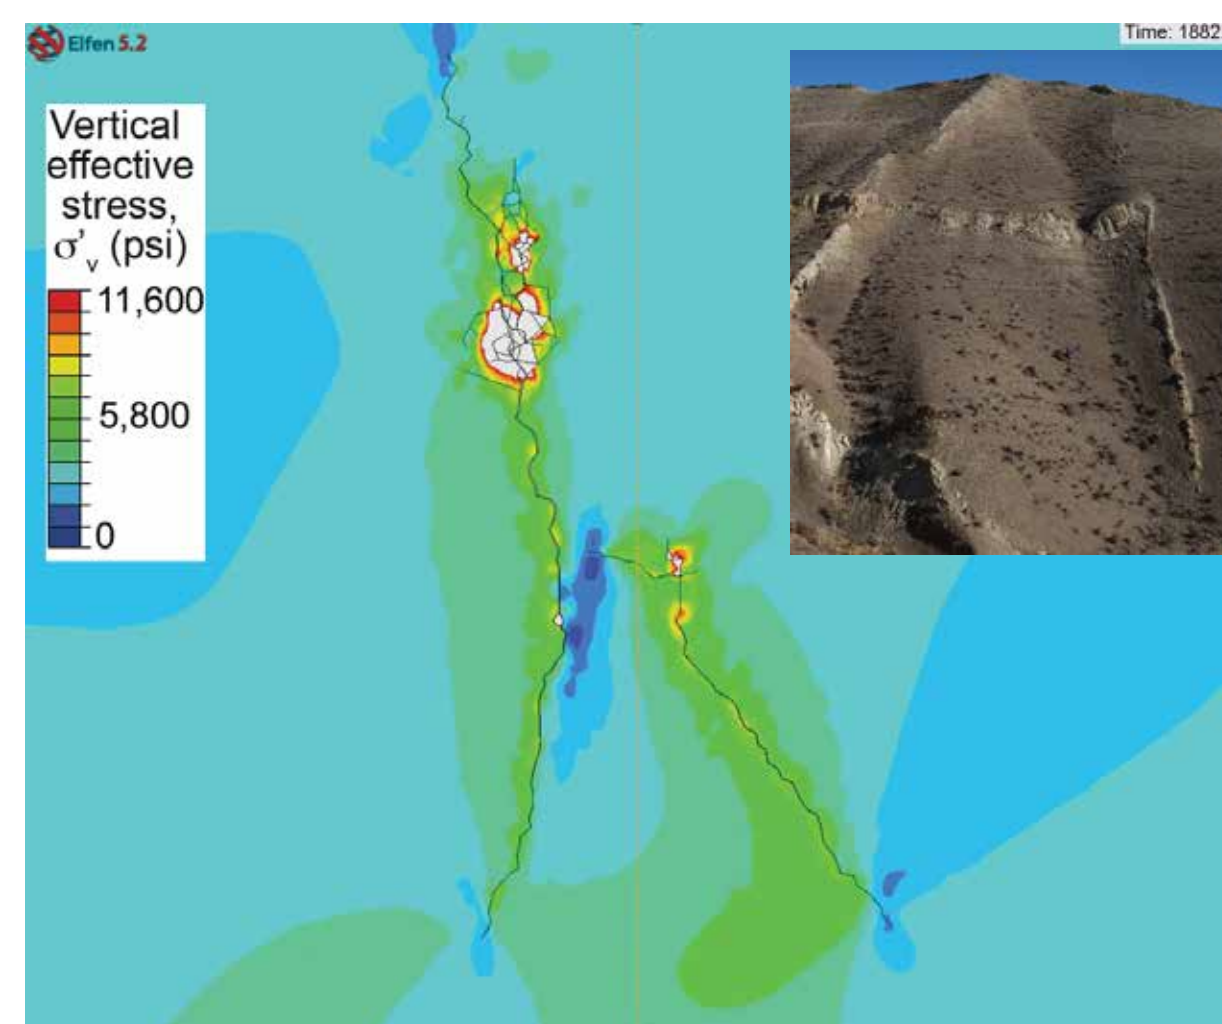 Elfen 5.2
Time: 1882
Vertical
effective
stress,
σ'v (psi)
11,600
5,800
0